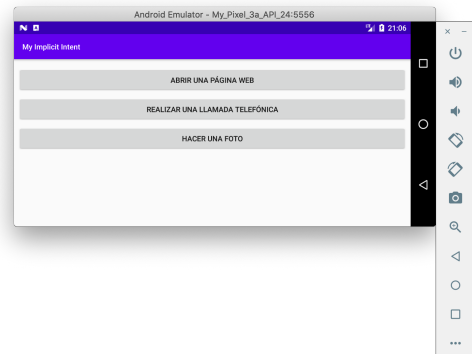 Android Emulator - My_Pixel_3a_API_24:5556
21:06
My Implicit Intent
ABRIR UNA PÁGINA WEB
REALIZAR UNA LLAMADA TELEFÓNICA
HACER UNA FOTO